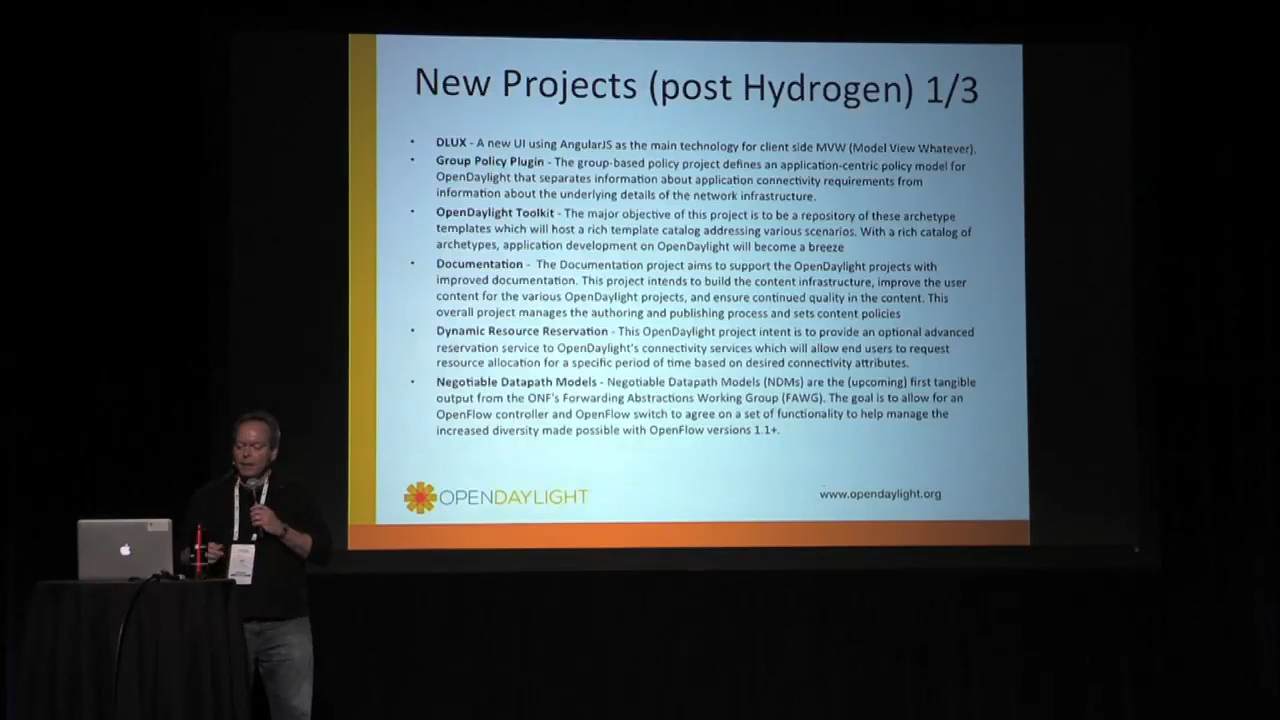 New Projects (post Hydrogen) 1/3
• DLUX - A new UI using AngularJS as the main technology for client side MVW (Model View Whatever).
• Group Policy Plugin - The group-based policy project defines an application-centric policy model for
OpenDaylight that separates information about application connectivity requirements from
information about the underlying details of the network infrastructure.
• OpenDaylight Toolkit - The major objective of this project is to be a repository of these archetype
templates which will host a rich template catalog addressing various scenarios. With a rich catalog of
archetypes, application development on OpenDaylight will become a breeze
• Documentation - The Documentation project aims to support the OpenDaylight projects with
improved documentation. This project intends to build the content infrastructure, improve the user
content for the various OpenDaylight projects, and ensure continued quality in the content. This
overall project manages the authoring and publishing process and sets content policies
• Dynamic Resource Reservation - This OpenDaylight project intent is to provide an optional advanced
reservation service to OpenDaylight's connectivity services which will allow end users to request
resource allocation for a specific period of time based on desired connectivity attributes.
• Negotiable Datapath Models - Negotiable Datapath Models (NDMs) are the (upcoming) first tangible
output from the ONF's Forwarding Abstractions Working Group (FAWG). The goal is to allow for an
OpenFlow controller and OpenFlow switch to agree on a set of functionality to help manage the
increased diversity made possible with OpenFlow versions 1.1+.
OPENDAYLIGHT
www.opendaylight.org